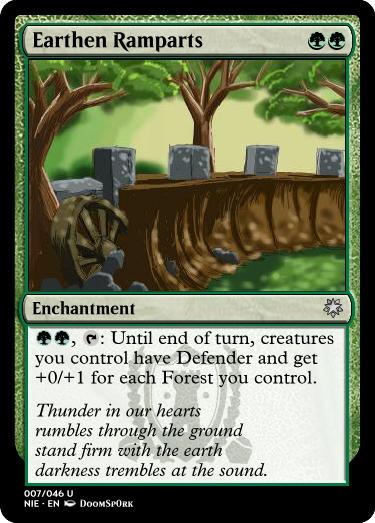 Earthen Ramparts
Enchantment
, : Until end of turn, creatures
you control have Defender and get
+0/+1 for each Forest you control.
Thunder in our hearts
rumbles through the ground
stand firm with the earth
darkness trembles at the sound.
007/046 U
NIE • EN DoomSp0rk